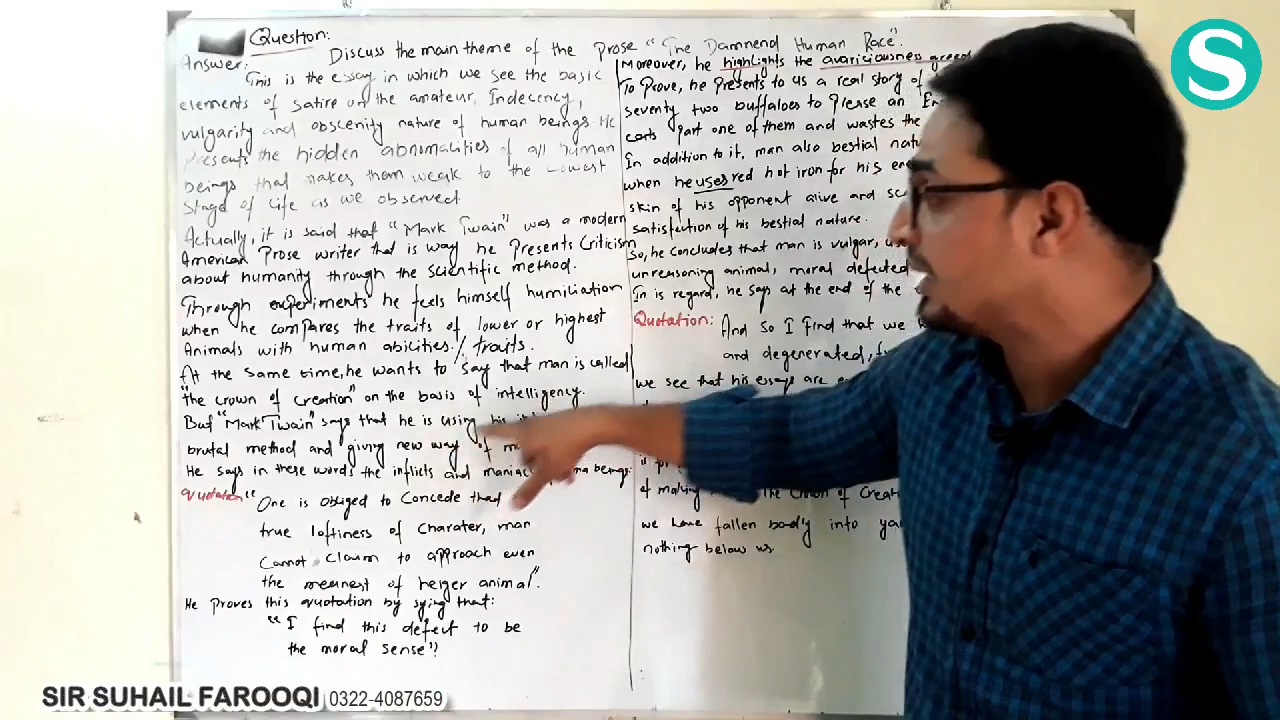 Question:
Discuss the main theme of the prose "The Damnend Human Race".
Answer:
This is the essay in which we see the basic
elements of satire on the amateur, Indecency,
vulgarity and obscenity nature of human beings. He
Presents the hidden abnomalities of all human
beings that makes them weak to the Lowest
Stage of Life as we observed.
Actually, it is said that "Mark Twain" was a modern
American Prose writer that is way he Presents Criticism
about humanity through the Scientific method.
Through experiments he feels himself humiliation
when he compares the traits of lower or highest
Animals with human abilities. / traits.
At the same time, he wants to say that man is called
"the crown of creation" on the basis of intelligency.
But "Mark Twain" says that he is using his
brutal method and giving new way of
He says in these words the inflicts and beings.
Quotation "One is obliged to Concede that
true loftiness of Charater, man
Cannot Claim to approach even
the meanest of heiger animal".
He proves this quotation by sying that:
"I find this defect to be
the moral sense"?
Moreover, he highlights the avariciousness greed
To Prove, he Presents to us a real story of
seventy two buffaloes to Please an
eats part one of them and wastes the
In addition to it, man also bestial
when he uses red hot iron for his
skin of his opponent alive and
satisfaction of his bestial nature.
So, he concludes that man is vulgar,
unreasoning animal, moral defected
In is regard, he says at the end of the
Quotation: And so I find that we
and degenerated,
we see that his essays are
of making the Crown of
we have fallen badly into
nothing below us.
S
SIR SUHAIL FAROOQI 0322-4087659